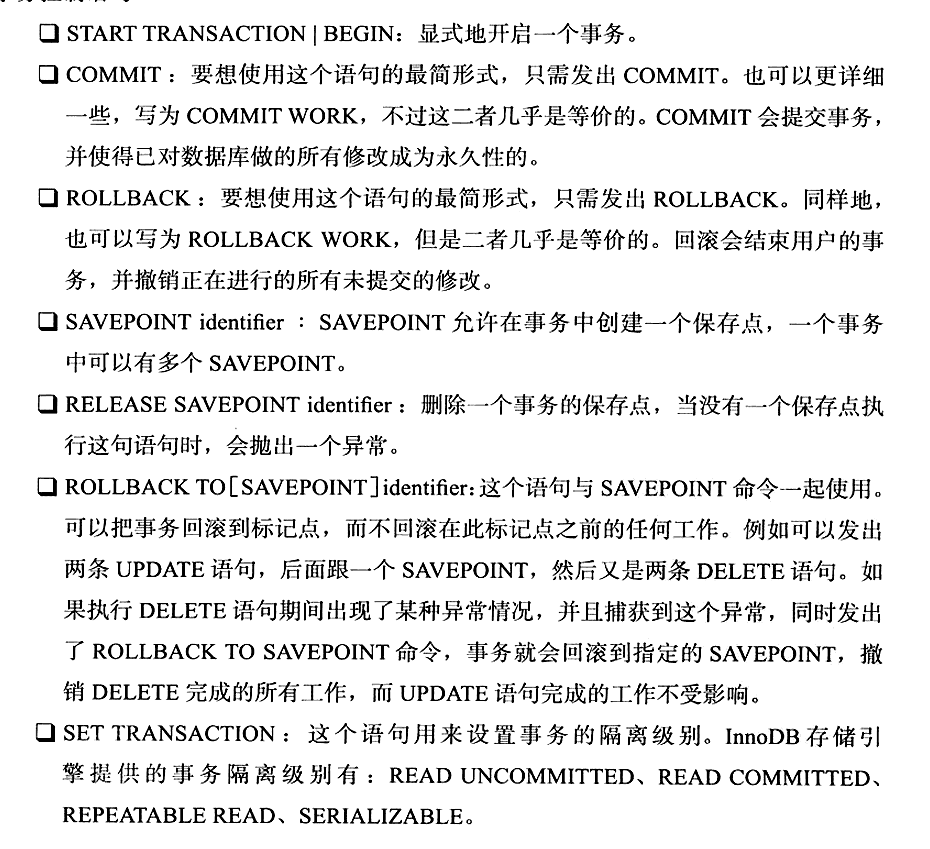 ❑ START TRANSACTION | BEGIN：显式地开启一个事务。
❑ COMMIT：要想使用这个语句的最简形式，只需发出 COMMIT。也可以更详细
一些，写为 COMMIT WORK，不过这二者几乎是等价的。COMMIT 会提交事务，
并使得已对数据库做的所有修改成为永久性的。
❑ ROLLBACK：要想使用这个语句的最简形式，只需发出 ROLLBACK。同样地，
也可以写为 ROLLBACK WORK，但是二者几乎是等价的。回滚会结束用户的事
务，并撤销正在进行的所有未提交的修改。
❑ SAVEPOINT identifier ：SAVEPOINT 允许在事务中创建一个保存点，一个事务
中可以有多个 SAVEPOINT。
❑ RELEASE SAVEPOINT identifier：删除一个事务的保存点，当没有一个保存点执
行这句语句时，会抛出一个异常。
❑ ROLLBACK TO[SAVEPOINT]identifier：这个语句与 SAVEPOINT 命令一起使用。
可以把事务回滚到标记点，而不回滚在此标记点之前的任何工作。例如可以发出
两条 UPDATE 语句，后面跟一个 SAVEPOINT，然后又是两条 DELETE 语句。如
果执行 DELETE 语句期间出现了某种异常情况，并且捕获到这个异常，同时发出
了 ROLLBACK TO SAVEPOINT 命令，事务就会回滚到指定的 SAVEPOINT，撤
销 DELETE 完成的所有工作，而 UPDATE 语句完成的工作不受影响。
❑ SET TRANSACTION：这个语句用来设置事务的隔离级别。InnoDB 存储引
擎提供的事务隔离级别有：READ UNCOMMITTED、READ COMMITTED、
REPEATABLE READ、SERIALIZABLE。